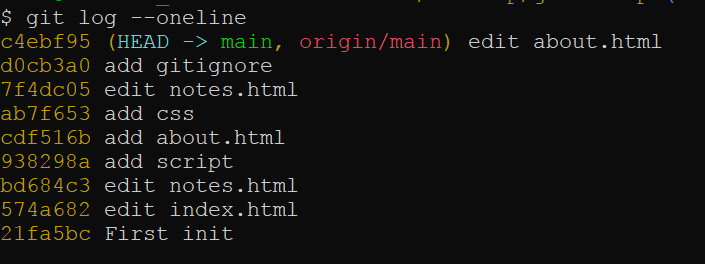 $ git log --oneline
c4ebf95 (HEAD -> main, origin/main) edit about.html
d0cb3a0 add gitignore
7f4dc05 edit notes.html
ab7f653 add css
cdf516b add about.html
938298a add script
bd684c3 edit notes.html
574a682 edit index.html
21fa5bc First init